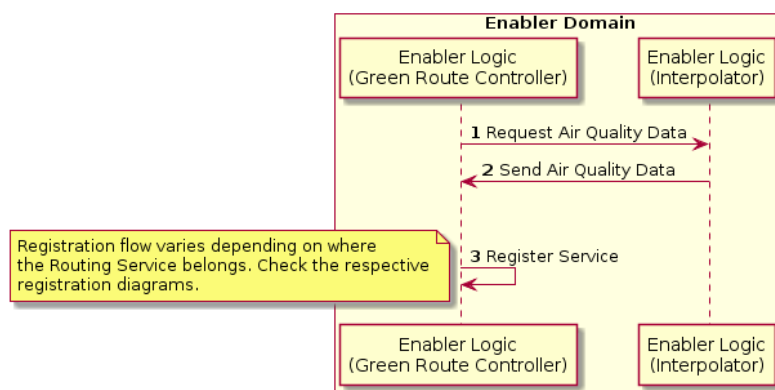 Enabler Domain
Enabler Logic
(Green Route Controller)
Enabler Logic
(Interpolator)
1 Request Air Quality Data
2 Send Air Quality Data
Registration flow varies depending on where
the Routing Service belongs. Check the respective
registration diagrams.
3 Register Service
Enabler Logic
(Green Route Controller)
Enabler Logic
(Interpolator)